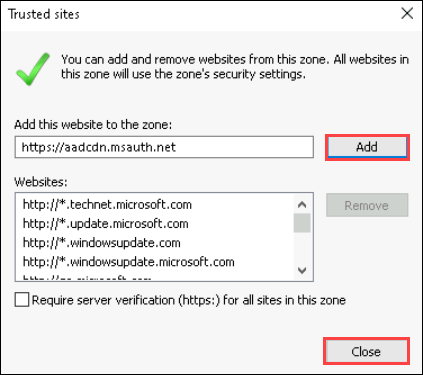 Trusted sites
You can add and remove websites from this zone. All websites in
this zone will use the zone's security settings.
Add this website to the zone:
https://aadcdn.msauth.net
Add
Websites:
http://*.technet.microsoft.com
http://*.update.microsoft.com
http://*.windowsupdate.com
http://*.windowsupdate.microsoft.com
Remove
Require server verification (https:) for all sites in this zone
Close